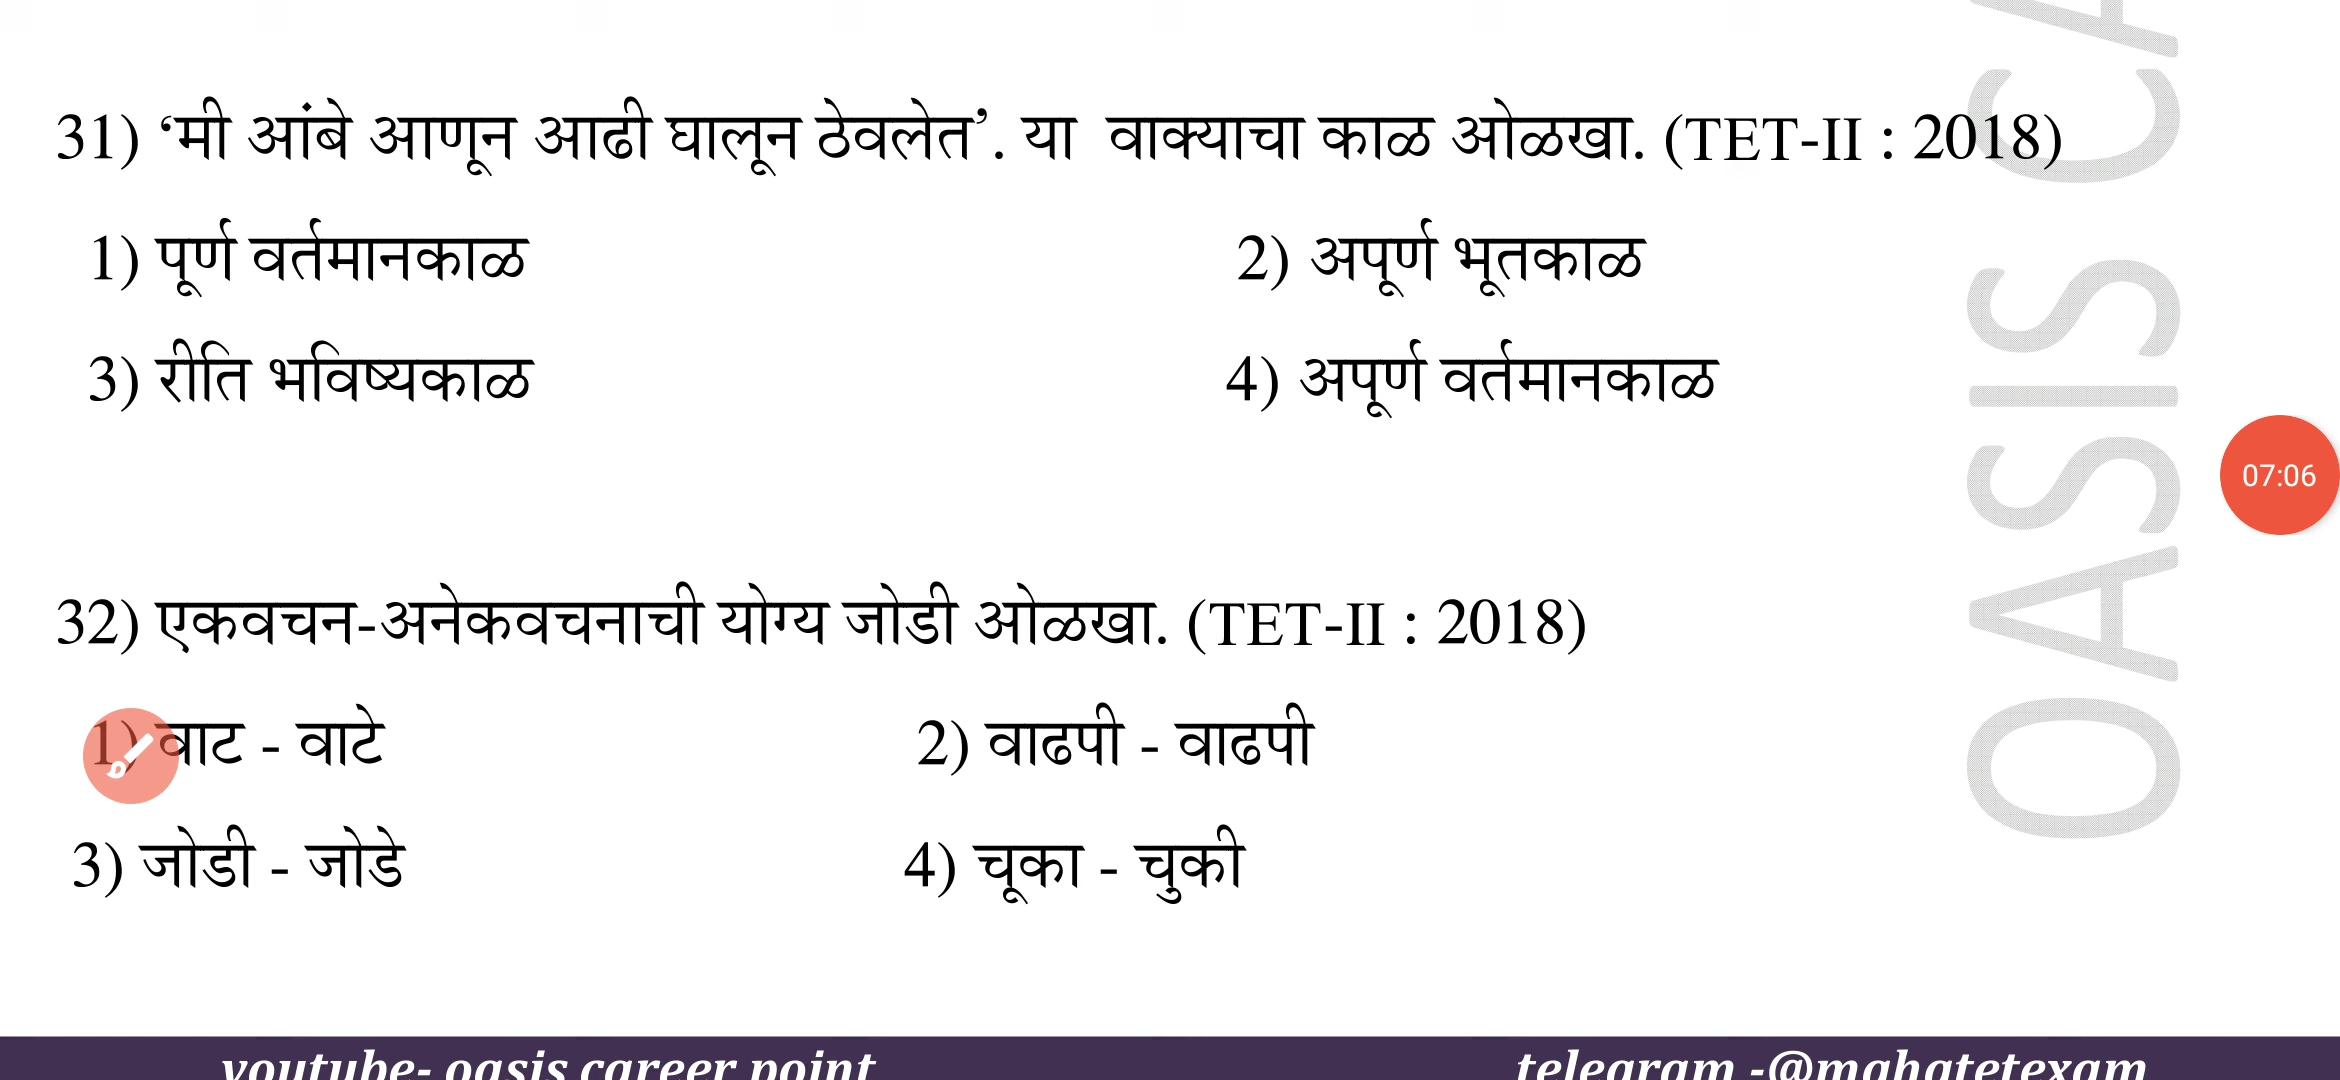 31) ‘मी आंबे आणून आढी घालून ठेवलेत’. या वाक्याचा काळ ओळखा. (TET-II : 2018)
1) पूर्ण वर्तमानकाळ 2) अपूर्ण भूतकाळ
3) रीति भविष्यकाळ 4) अपूर्ण वर्तमानकाळ
07:06
32) एकवचन-अनेकवचनाची योग्य जोडी ओळखा. (TET-II : 2018)
1) वाट - वाटे 2) वाढपी - वाढपी
3) जोडी - जोडे 4) चूका - चुकी
OASIS CA
youtube- oasis career point telegram -@mahatetexam